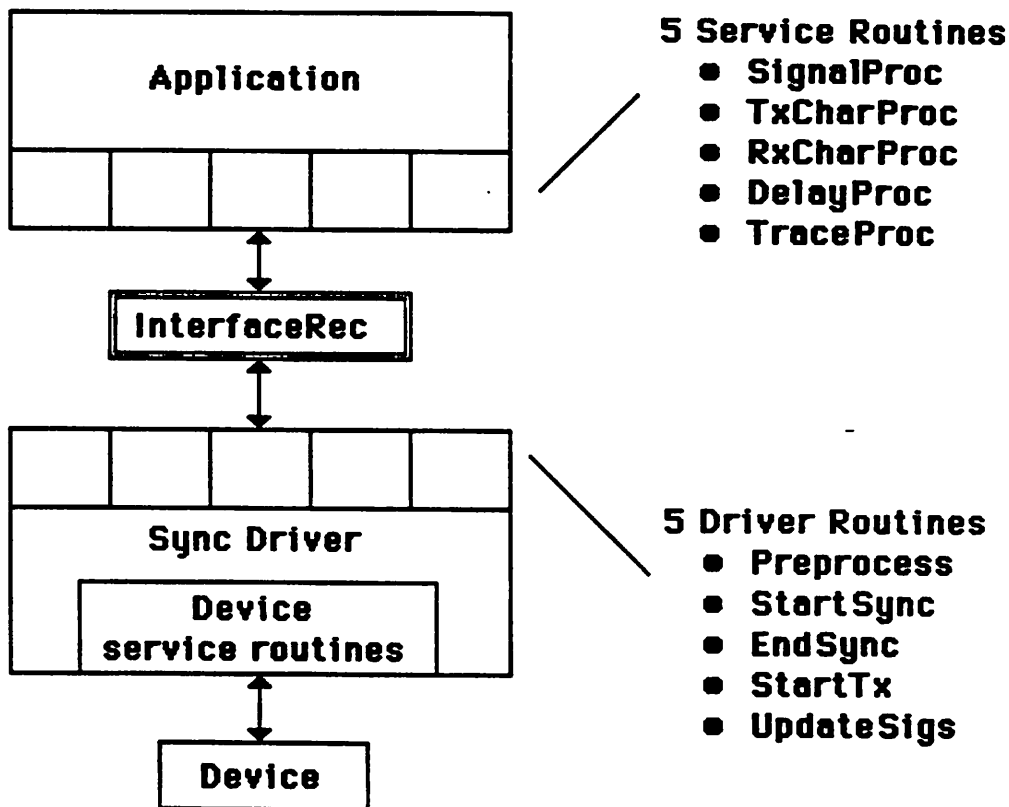 Application
5 Service Routines
● SignalProc
● TxCharProc
● RxCharProc
● DelayProc
● TraceProc
InterfaceRec
Sync Driver
Device
service routines
Device
5 Driver Routines
● Preprocess
● StartSync
● EndSync
● StartTx
● UpdateSigs